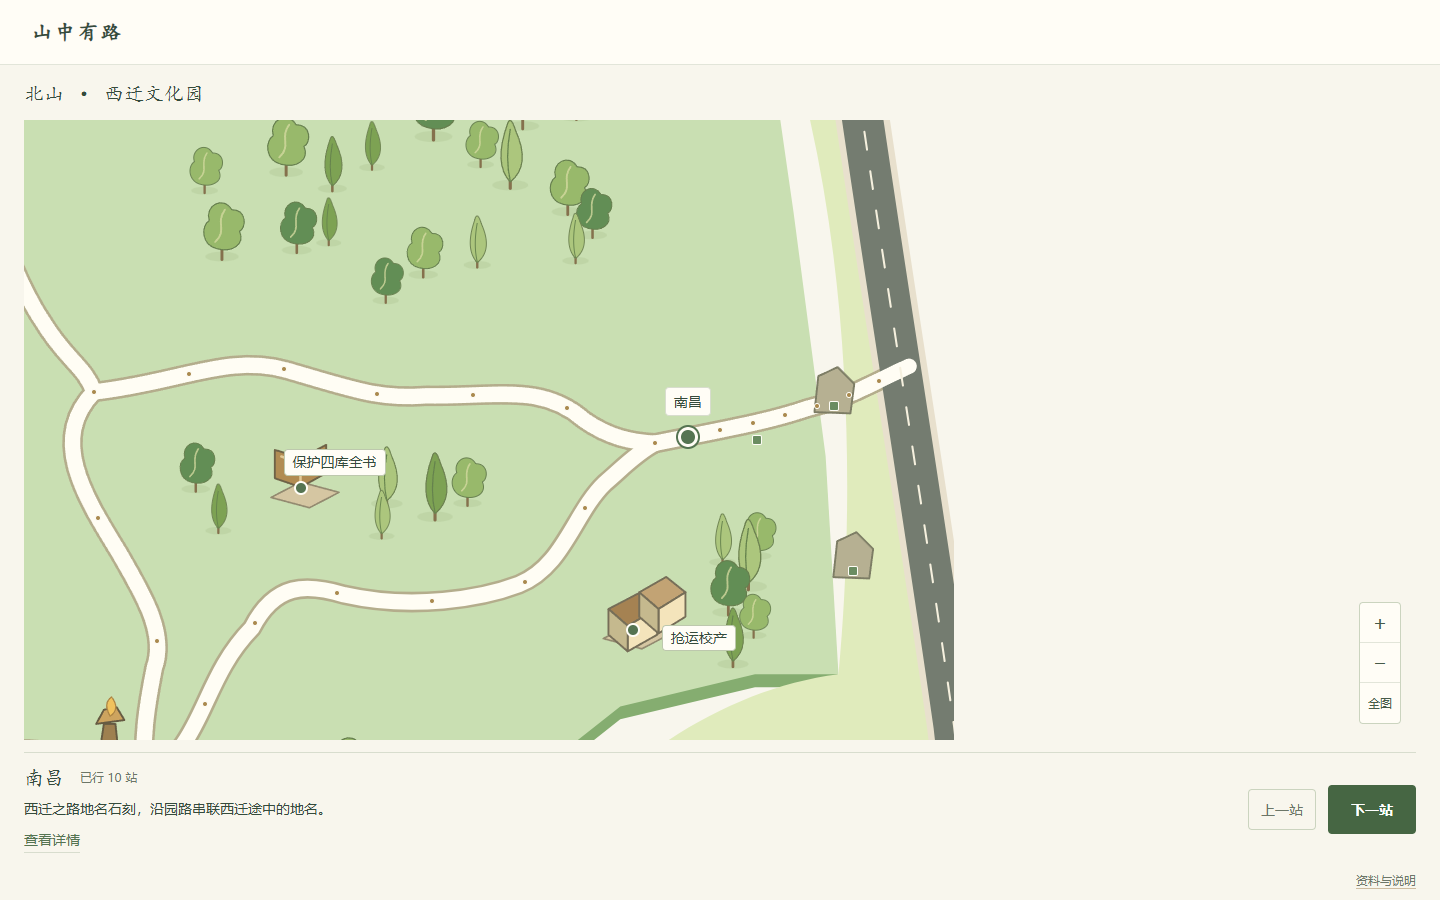 山中有路
北山 • 西迁文化园
南昌
保护四库全书
抢运校产
+
−
全图
南昌 已行 10 站
西迁之路地名石刻，沿园路串联西迁途中的地名。
查看详情
上一站
下一站
资料与说明